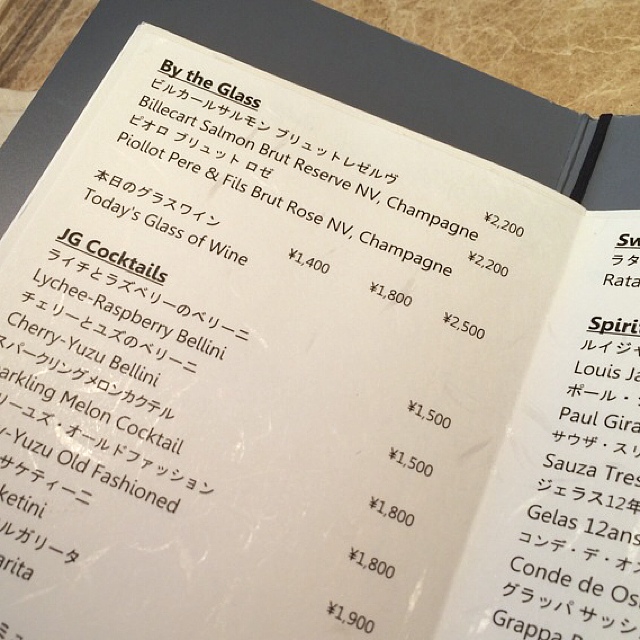 By the Glass
ビルカールサルモン ブリュットレゼルヴ
Billecart Salmon Brut Reserve NV, Champagne ¥2,200
ピオロ ブリュット ロゼ
Piollot Pere & Fils Brut Rose NV, Champagne ¥2,200
本日のグラスワイン
Today's Glass of Wine ¥1,400 ¥1,800 ¥2,500
JG Cocktails
ライチとラズベリーのベリーニ
Lychee-Raspberry Bellini ¥1,500
チェリーとユズのベリーニ
Cherry-Yuzu Bellini ¥1,500
スパークリングメロンカクテル
arkling Melon Cocktail ¥1,800
リーユズ・オールドファッション
y-Yuzu Old Fashioned ¥1,800
サケティーニ
ketini ¥1,900
ルガリータ
arita
Sw
ラタ
Rata
Spiri
ルイジャ
Louis Ja
ポール・
Paul Gira
サウザ・スリ
Sauza Tres
ジェラス12年
Gelas 12ans
コンデ・デ・オス
Conde de Os
グラッパ サッシ
Grappa